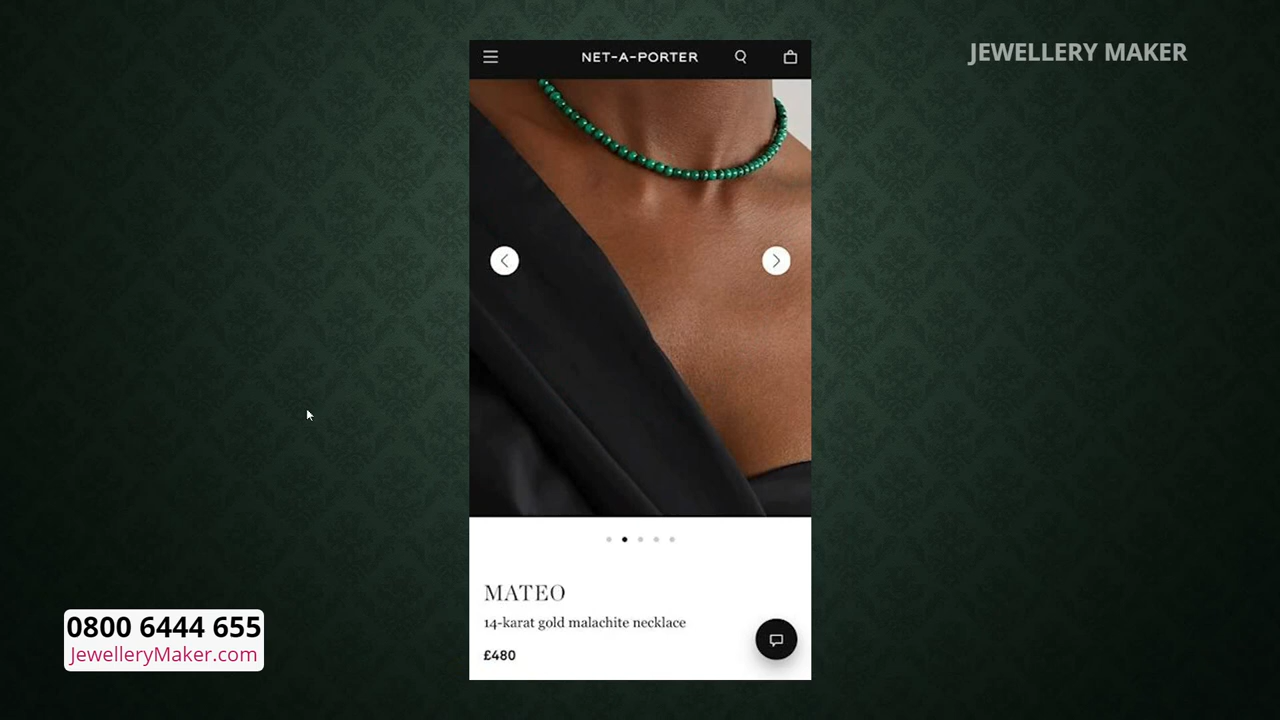 NET-A-PORTER
JEWELLERY MAKER
MATEO
14-karat gold malachite necklace
£480
0800 6444 655
JewelleryMaker.com